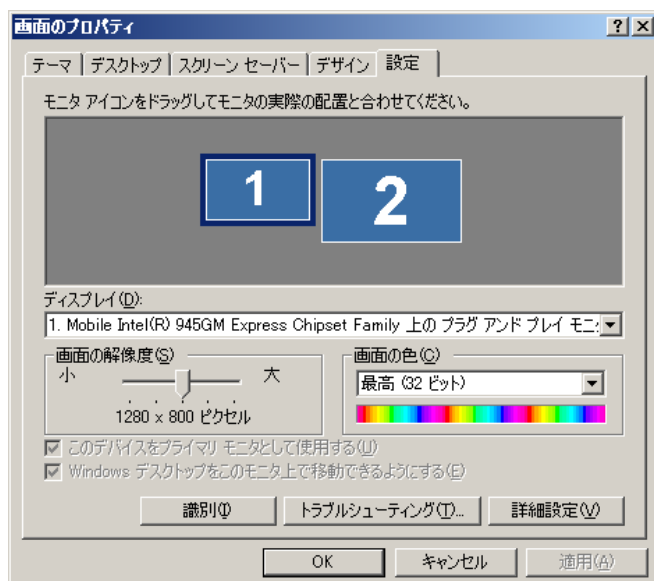 画面のプロパティ
テーマ デスクトップ スクリーン セーバー デザイン 設定
モニタ アイコンをドラッグしてモニタの実際の配置と合わせてください。
1 2
ディスプレイ(D):
1. Mobile Intel(R) 945GM Express Chipset Family 上の プラグ アンド プレイ モニ
画面の解像度(S) 画面の色(C)
小 大 最高 (32 ビット)
1280 x 800 ピクセル
このデバイスをプライマリ モニタとして使用する(U)
Windows デスクトップをこのモニタ上で移動できるようにする(E)
識別(I) トラブルシューティング(T)... 詳細設定(V)
OK キャンセル 適用(A)